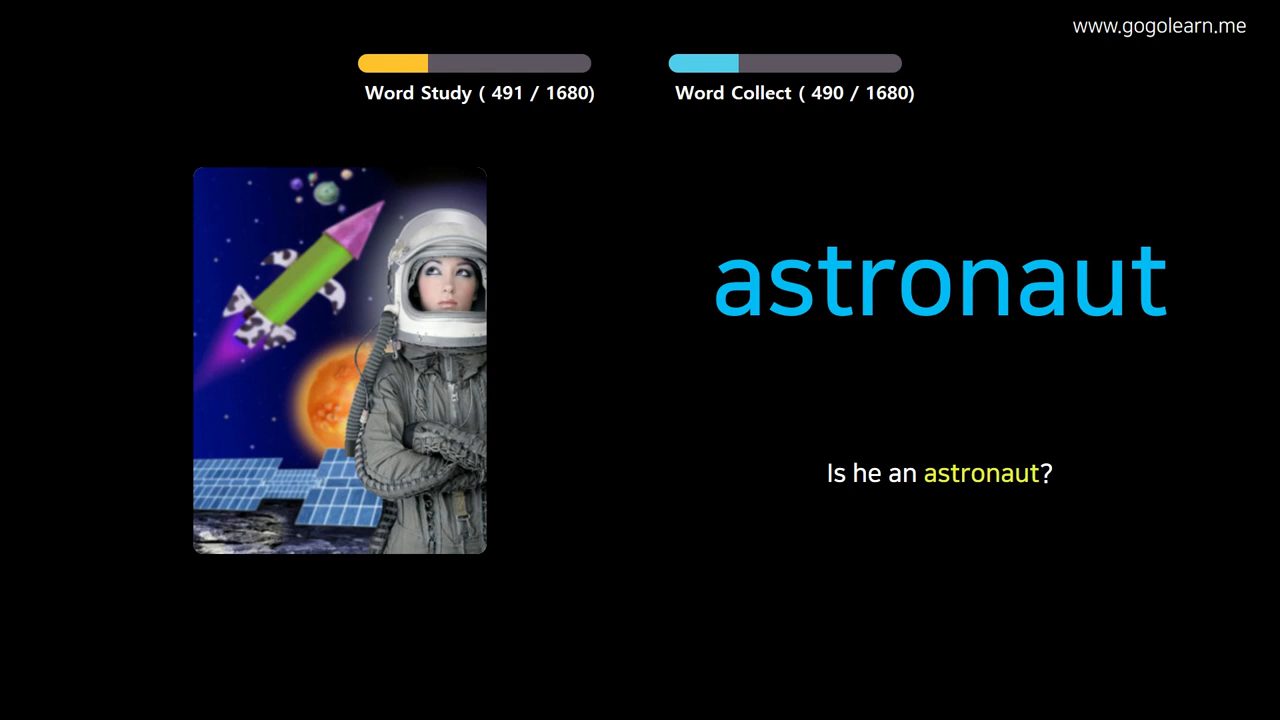 www.gogolearn.me
Word Study ( 491 / 1680)
Word Collect ( 490 / 1680)
astronaut
Is he an astronaut?